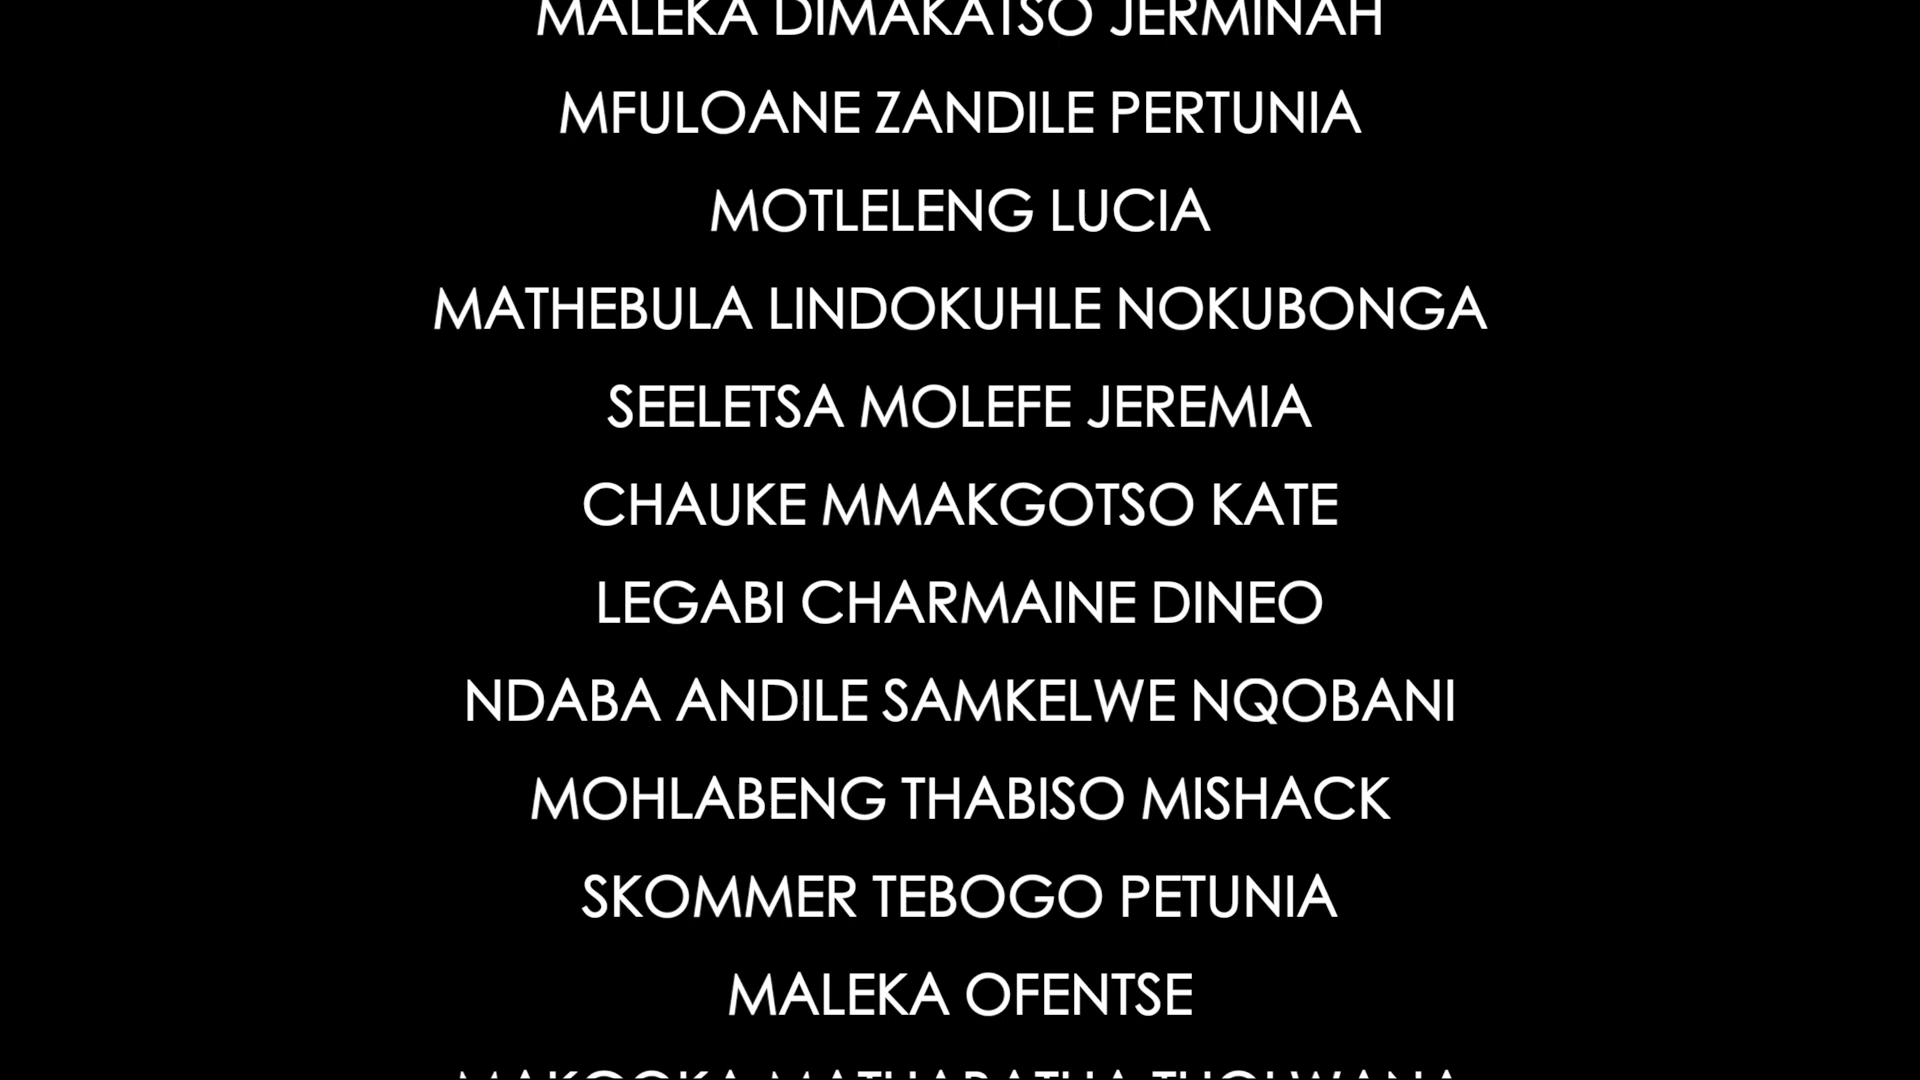 MALEKA DIMAKATSO JERMINAH
MFULOANE ZANDILE PERTUNIA
MOTLELENG LUCIA
MATHEBULA LINDOKUHLE NOKUBONGA
SEELETSA MOLEFE JEREMIA
CHAUKE MMAKGOTSO KATE
LEGABI CHARMAINE DINEO
NDABA ANDILE SAMKELWE NQOBANI
MOHLABENG THABISO MISHACK
SKOMMER TEBOGO PETUNIA
MALEKA OFENTSE